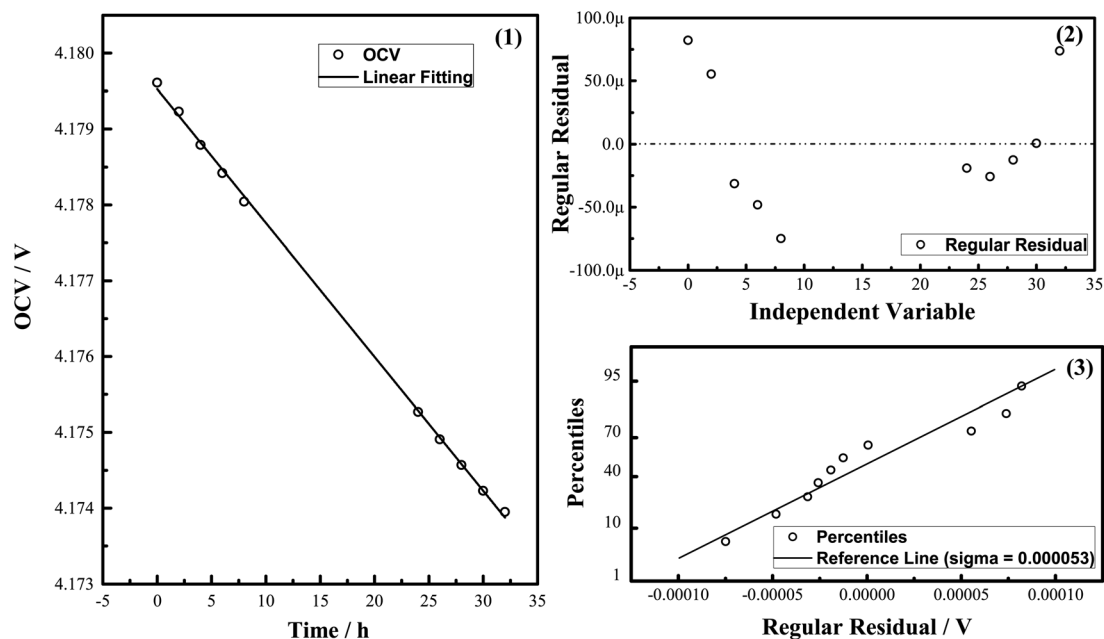 (1)
OCV
Linear Fitting
4.180
4.179
4.178
4.177
4.176
4.175
4.174
4.173
OCV / V
-5 0 5 10 15 20 25 30 35
Time / h
(2)
100.0μ
50.0μ
0.0
-50.0μ
-100.0μ
Regular Residual
Regular Residual
-5 0 5 10 15 20 25 30 35
Independent Variable
(3)
95
70
40
10
1
Percentiles
Percentiles
Reference Line (sigma = 0.000053)
-0.00010 -0.00005 0.00000 0.00005 0.00010
Regular Residual / V